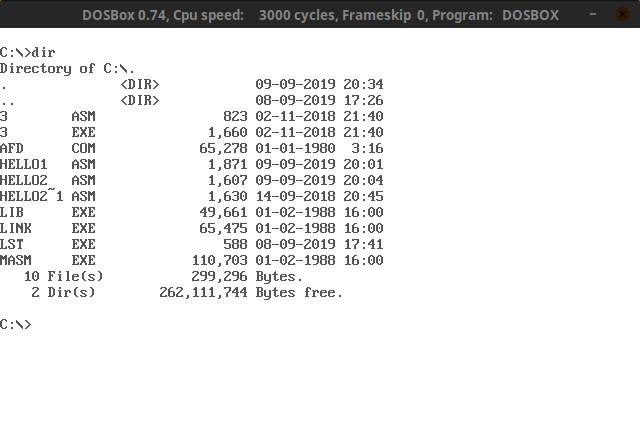 DOSBox 0.74, Cpu speed: 3000 cycles, Frameskip 0, Program: DOSBOX
C:\>dir
Directory of C:\.
. <DIR> 09-09-2019 20:34
.. <DIR> 08-09-2019 17:26
3 ASM 823 02-11-2018 21:40
3 EXE 1,660 02-11-2018 21:40
AFD COM 65,278 01-01-1980 3:16
HELLO1 ASM 1,871 09-09-2019 20:01
HELLO2 ASM 1,607 09-09-2019 20:04
HELLO2~1 ASM 1,630 14-09-2018 20:45
LIB EXE 49,661 01-02-1988 16:00
LINK EXE 65,475 01-02-1988 16:00
LST EXE 588 08-09-2019 17:41
MASM EXE 110,703 01-02-1988 16:00
10 File(s) 299,296 Bytes.
2 Dir(s) 262,111,744 Bytes free.
C:\>